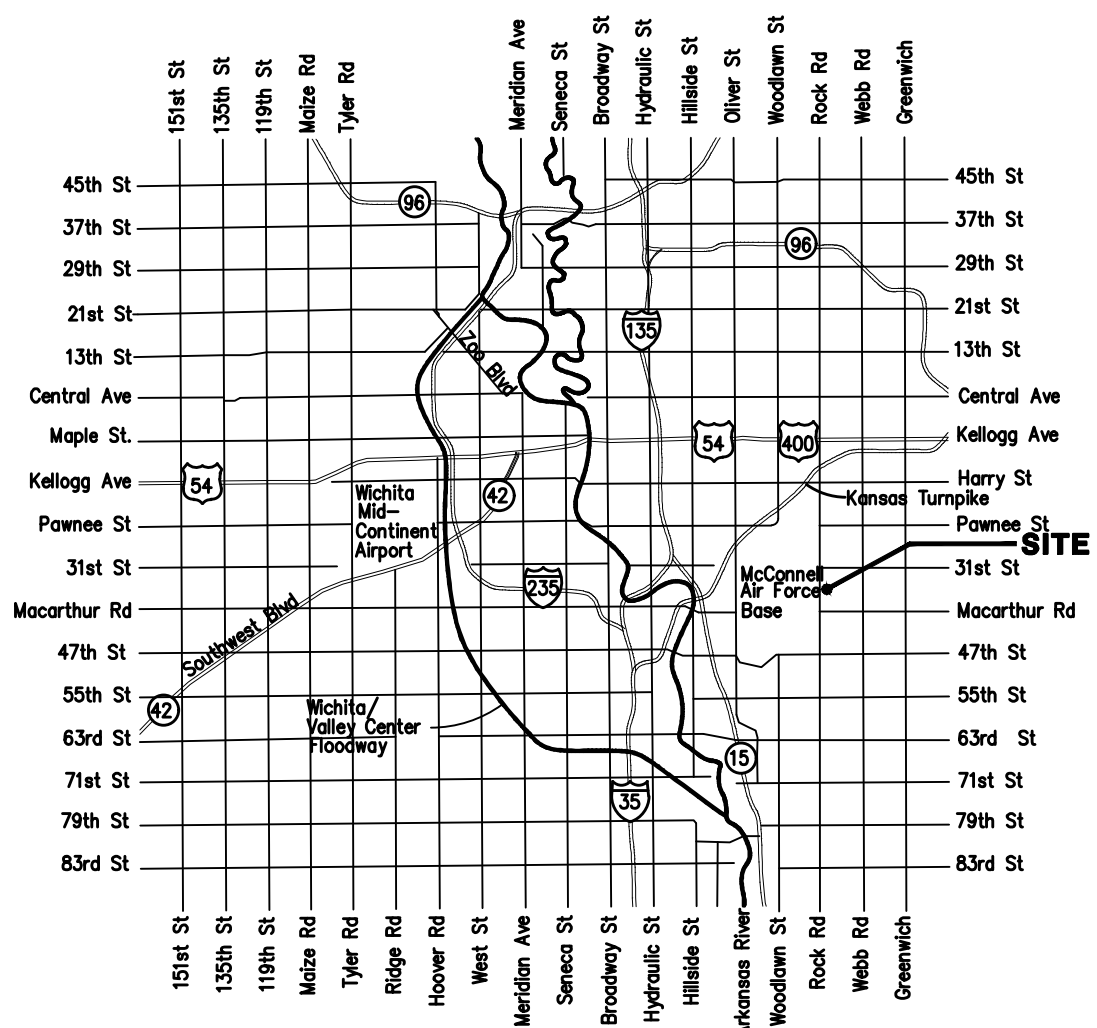 151st St
135th St
119th St
Maize Rd
Tyler Rd
Meridian Ave
Seneca St
Broadway St
Hydraulic St
Hillside St
Oliver St
Woodlawn St
Rock Rd
Webb Rd
Greenwich
45th St
45th St
96
37th St
37th St
96
29th St
29th St
21st St
21st St
135
13th St
Zoo Blvd
13th St
Central Ave
Central Ave
Maple St.
54
400
Kellogg Ave
Kellogg Ave
54
Harry St
Wichita
Mid-
Continent
Airport
42
Kansas Turnpike
Pawnee St
Pawnee St
SITE
31st St
31st St
235
McConnell
Air Force
Base
Macarthur Rd
Macarthur Rd
Southwest Blvd
47th St
47th St
55th St
55th St
42
Wichita/
Valley Center
Floodway
63rd St
63rd St
15
71st St
71st St
35
79th St
79th St
83rd St
83rd St
151st St
135th St
119th St
Maize Rd
Tyler Rd
Ridge Rd
Hoover Rd
West St
Meridian Ave
Seneca St
Broadway St
Hydraulic St
Hillside St
Arkansas River
Woodlawn St
Rock Rd
Webb Rd
Greenwich